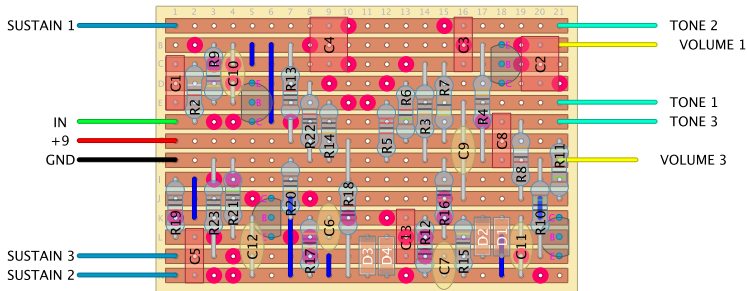 1 2 3 4 5 6 7 8 9 10 11 12 13 14 15 16 17 18 19 20 21
SUSTAIN 1
TONE 2
B
VOLUME 1
R9
C4
C3
C
C10
C2
C1
R13
D
R2
R6
R7
E
TONE 1
IN
R22
R14
R3
R4
TONE 3
+9
R5
C8
GND
C9
R8
R11
VOLUME 3
I
R18
J
R19
R23
R21
R20
R16
R10
K
C6
L
C12
C13
R12
D2
D1
C11
SUSTAIN 3
C5
R17
D3
D4
C7
R15
SUSTAIN 2